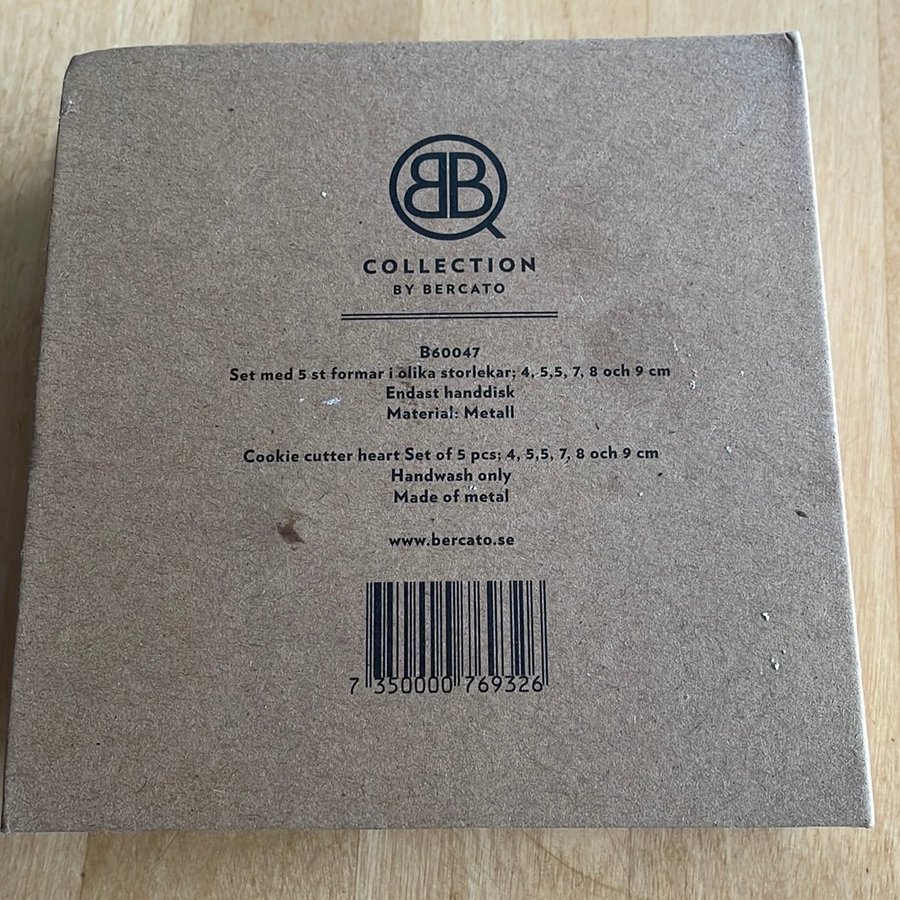 BBQ
COLLECTION
BY BERCATO
B60047
Set med 5 st formar i olika storlekar; 4, 5,5, 7, 8 och 9 cm
Endast handdisk
Material: Metall
Cookie cutter heart Set of 5 pcs; 4, 5,5, 7, 8 och 9 cm
Handwash only
Made of metal
www.bercato.se
7 350000 769326